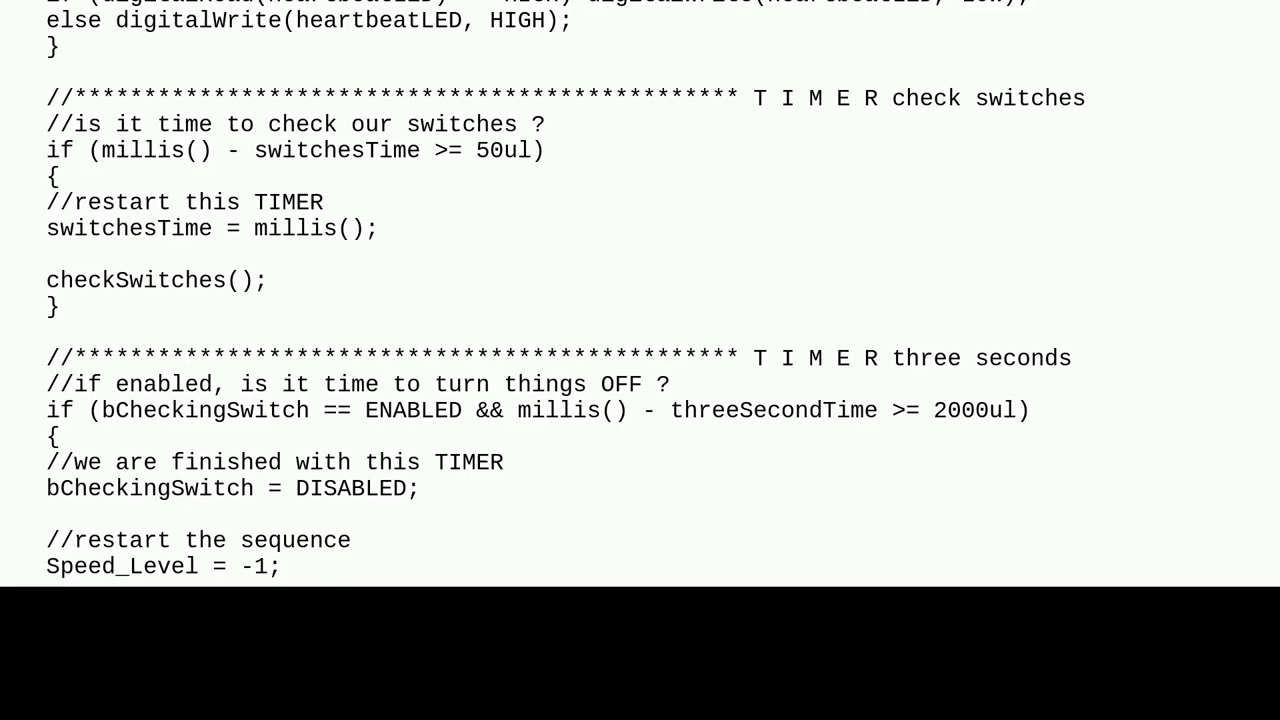 else digitalWrite(heartbeatLED, HIGH);
}
//************************************************ T I M E R check switches
//is it time to check our switches ?
if (millis() - switchesTime >= 50ul)
{
//restart this TIMER
switchesTime = millis();
checkSwitches();
}
//************************************************ T I M E R three seconds
//if enabled, is it time to turn things OFF ?
if (bCheckingSwitch == ENABLED && millis() - threeSecondTime >= 2000ul)
{
//we are finished with this TIMER
bCheckingSwitch = DISABLED;
//restart the sequence
Speed_Level = -1;